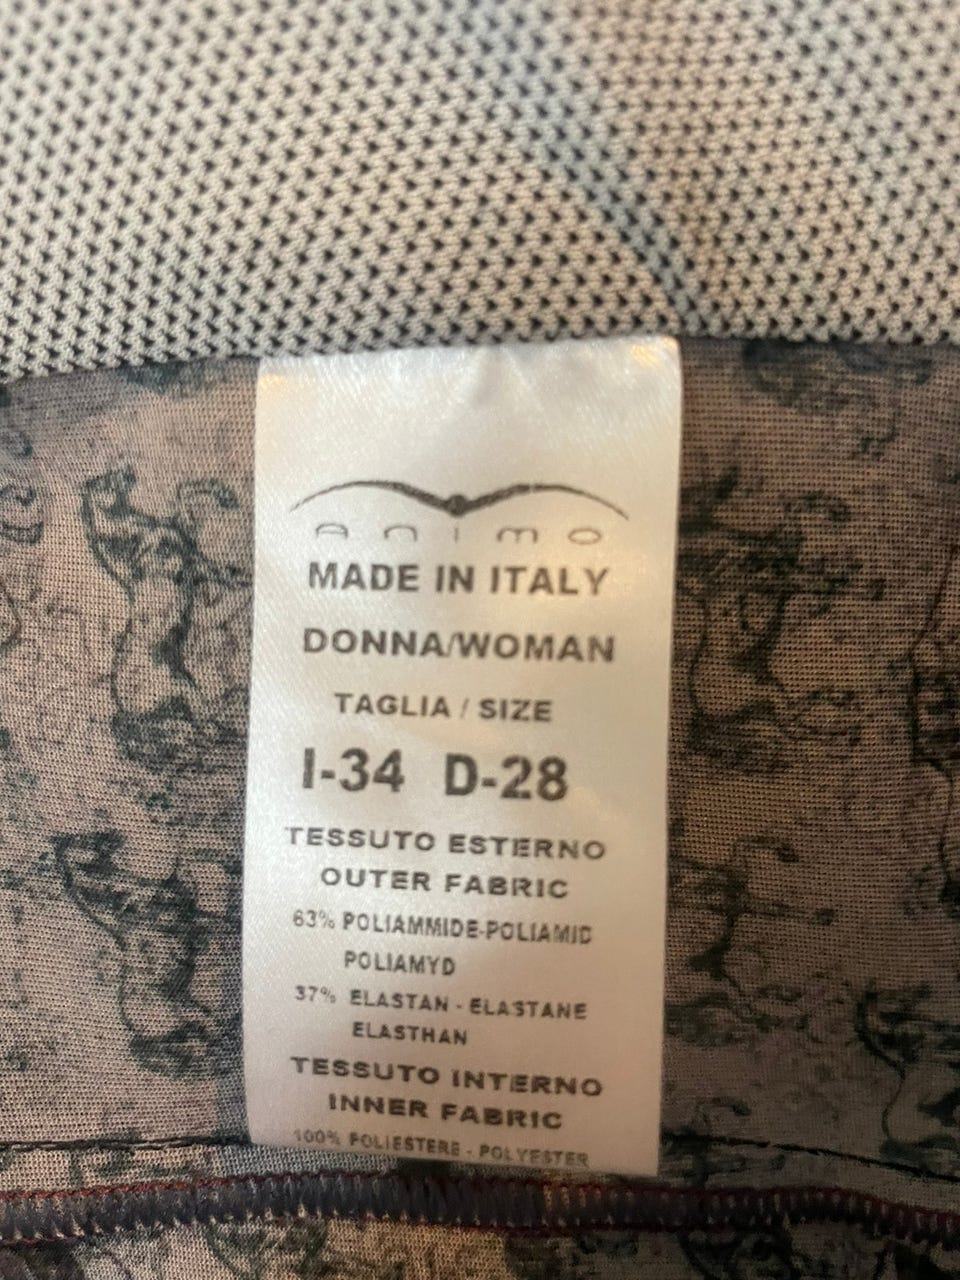 ANIMO
MADE IN ITALY
DONNA/WOMAN
TAGLIA / SIZE
I-34 D-28
TESSUTO ESTERNO
OUTER FABRIC
63% POLIAMMIDE-POLIAMID
POLIAMYD
37% ELASTAN - ELASTANE
ELASTHAN
TESSUTO INTERNO
INNER FABRIC
100% POLIESTERE - POLYESTER